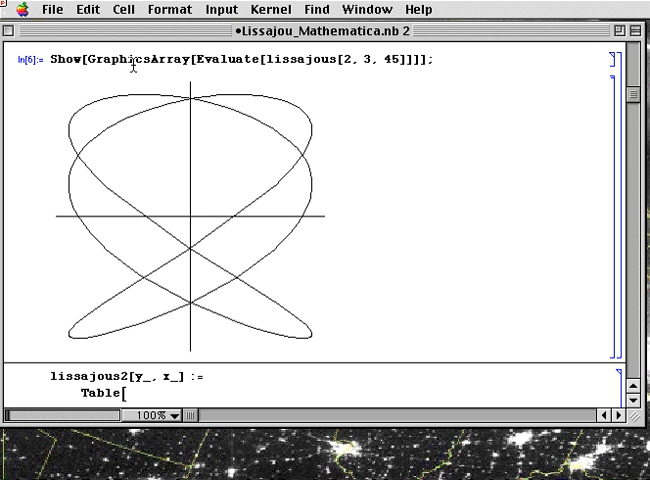 File Edit Cell Format Input Kernel Find Window Help
•Lissajou_Mathematica.nb 2
In[6]:= Show[GraphicsArray[Evaluate[lissajous[2, 3, 45]]]];
lissajous2[y_, x_] :=
Table[
100%